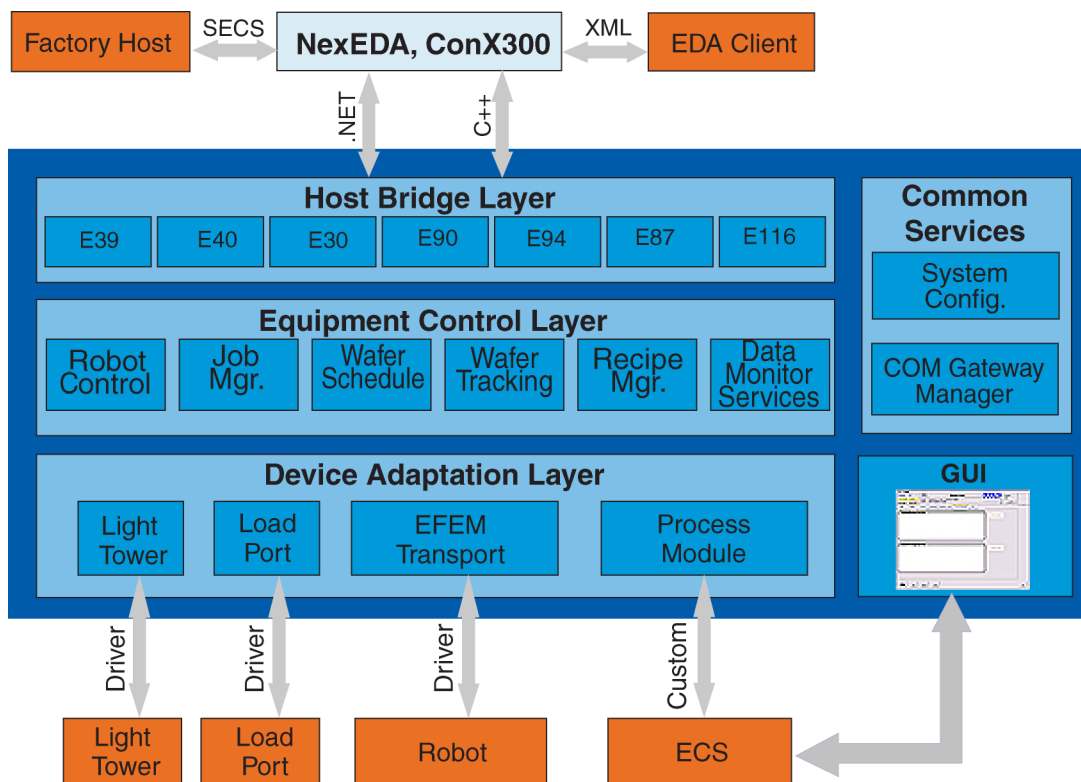 Factory Host
SECS
NexEDA, ConX300
XML
EDA Client
.NET
C++
Host Bridge Layer
E39
E40
E30
E90
E94
E87
E116
Common
Services
System
Config.
COM Gateway
Manager
Equipment Control Layer
Robot
Control
Job
Mgr.
Wafer
Schedule
Wafer
Tracking
Recipe
Mgr.
Data
Monitor
Services
Device Adaptation Layer
Light
Tower
Load
Port
EFEM
Transport
Process
Module
GUI
Driver
Driver
Driver
Custom
Light
Tower
Load
Port
Robot
ECS